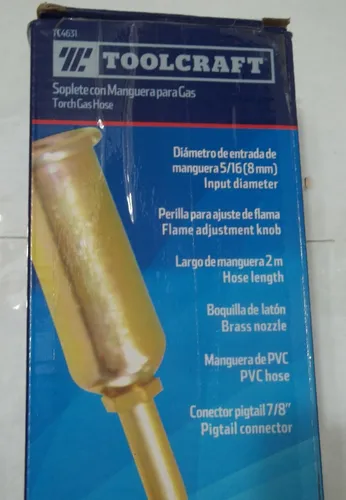 TC4631
TC TOOLCRAFT
Soplete con Manguera para Gas
Torch Gas Hose
Diámetro de entrada de
manguera 5/16 (8 mm)
Input diameter
Perilla para ajuste de flama
Flame adjustment knob
Largo de manguera 2 m
Hose length
Boquilla de latón
Brass nozzle
Manguera de PVC
PVC hose
Conector pigtail 7/8"
Pigtail connector